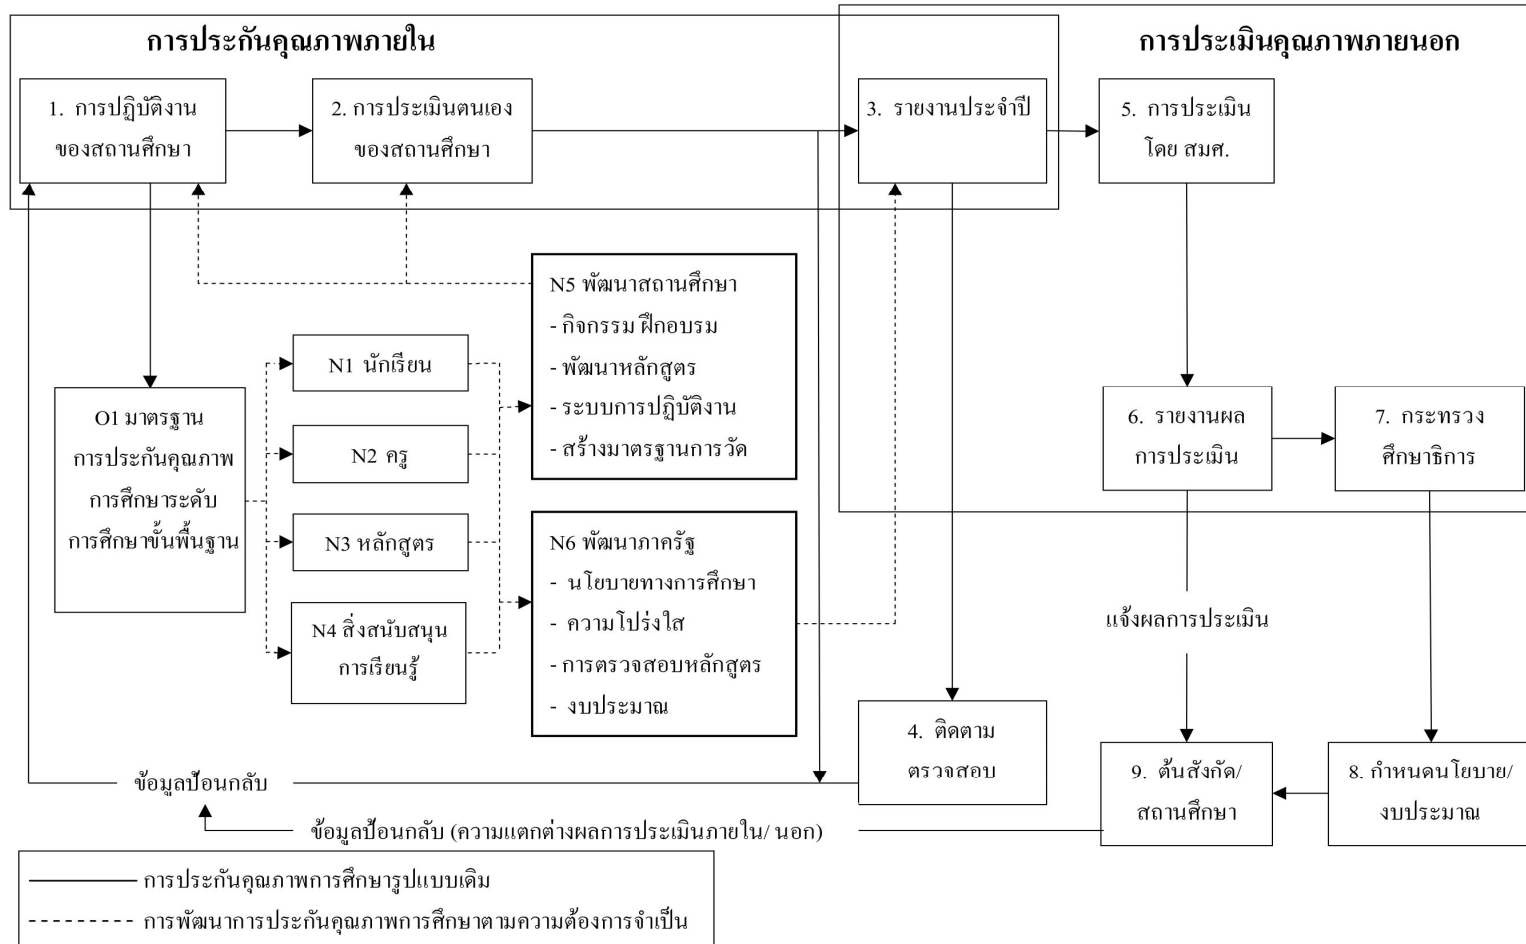 การประกันคุณภาพภายใน
การประเมินคุณภาพภายนอก
1. การปฏิบัติงาน
ของสถานศึกษา
2. การประเมินตนเอง
ของสถานศึกษา
3. รายงานประจำปี
5. การประเมิน
โดย สมศ.
N5 พัฒนาสถานศึกษา
- กิจกรรม ฝึกอบรม
- พัฒนาหลักสูตร
- ระบบการปฏิบัติงาน
- สร้างมาตรฐานการวัด
O1 มาตรฐาน
การประกันคุณภาพ
การศึกษาระดับ
การศึกษาขั้นพื้นฐาน
N1 นักเรียน
N2 ครู
N3 หลักสูตร
N4 สิ่งสนับสนุน
การเรียนรู้
N6 พัฒนาภาครัฐ
- นโยบายทางการศึกษา
- ความโปร่งใส
- การตรวจสอบหลักสูตร
- งบประมาณ
6. รายงานผล
การประเมิน
7. กระทรวง
ศึกษาธิการ
แจ้งผลการประเมิน
4. ติดตาม
ตรวจสอบ
9. ต้นสังกัด/
สถานศึกษา
8. กำหนดนโยบาย/
งบประมาณ
ข้อมูลป้อนกลับ
ข้อมูลป้อนกลับ (ความแตกต่างผลการประเมินภายใน/ นอก)
การประกันคุณภาพการศึกษารูปแบบเดิม
การพัฒนาการประกันคุณภาพการศึกษาตามความต้องการจำเป็น